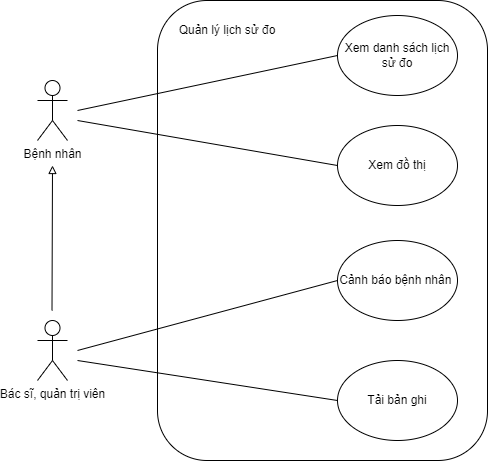 Quản lý lịch sử đo
Xem danh sách lịch
sử đo
Bệnh nhân
Xem đồ thị
Cảnh báo bệnh nhân
Bác sĩ, quản trị viên
Tải bản ghi